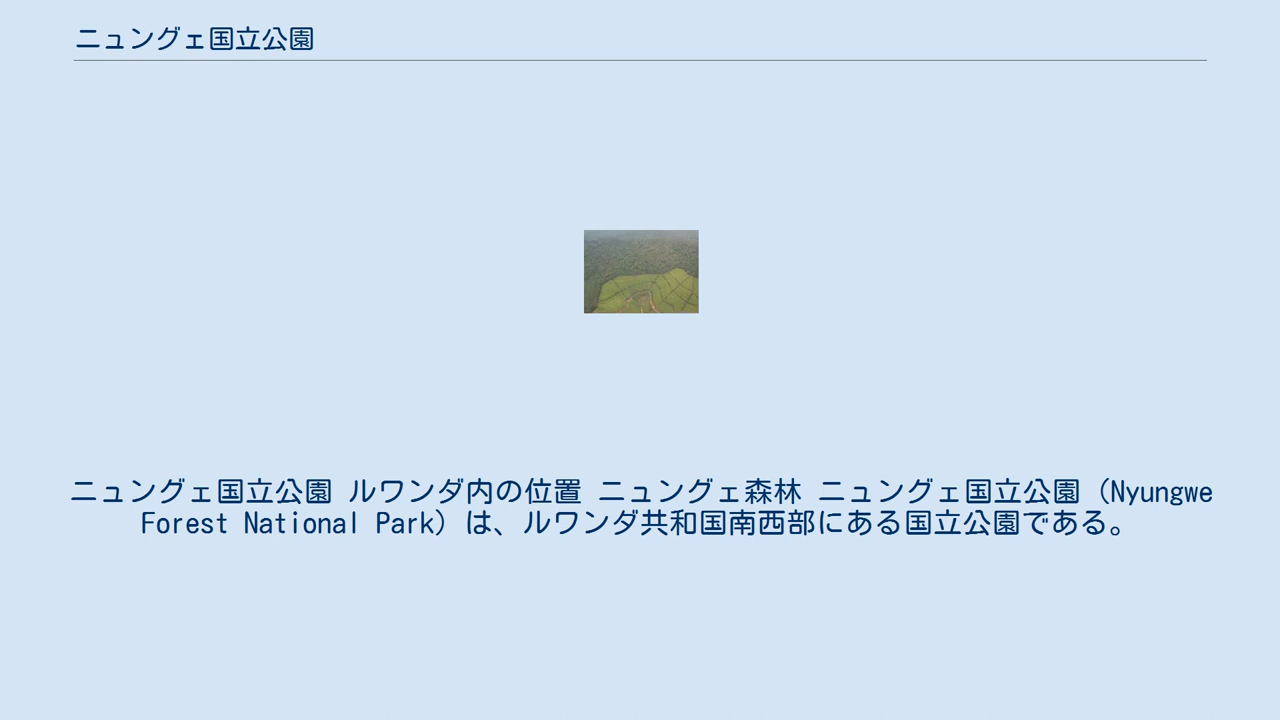 ニュングェ国立公園
ニュングェ国立公園 ルワンダ内の位置 ニュングェ森林 ニュングェ国立公園（Nyungwe
Forest National Park）は、ルワンダ共和国南西部にある国立公園である。